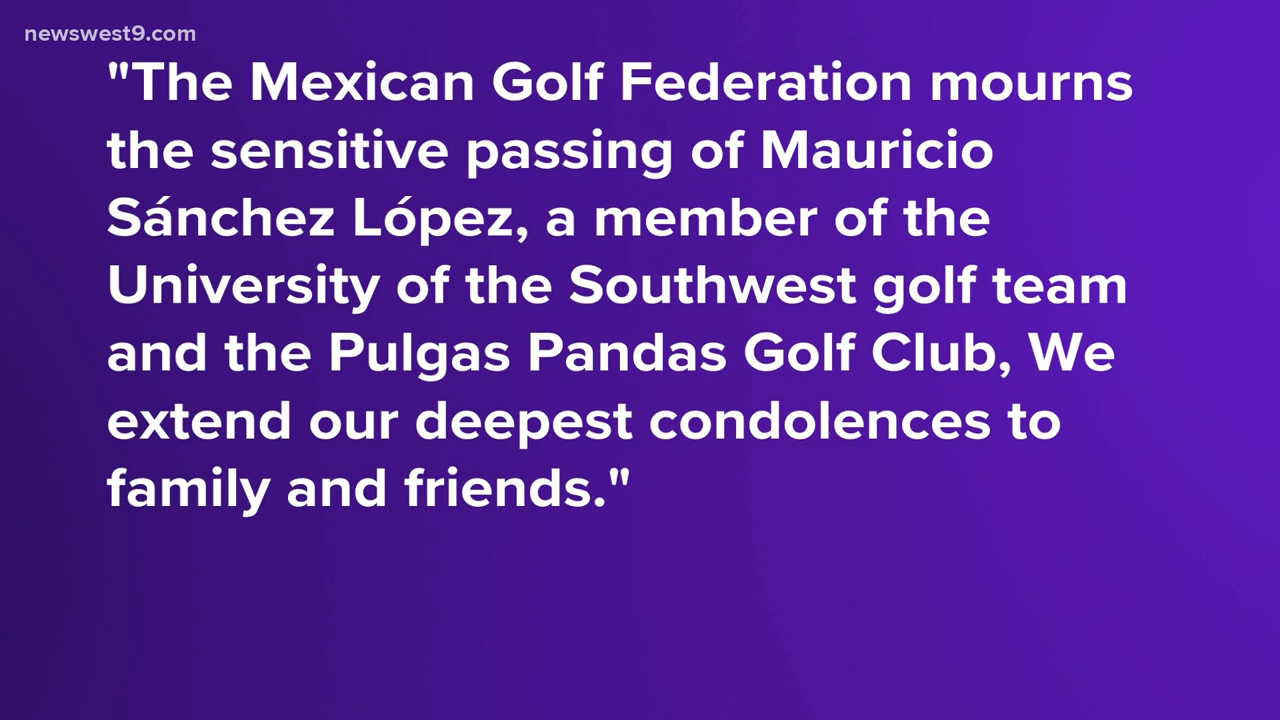 newswest9.com
"The Mexican Golf Federation mourns
the sensitive passing of Mauricio
Sánchez López, a member of the
University of the Southwest golf team
and the Pulgas Pandas Golf Club, We
extend our deepest condolences to
family and friends."